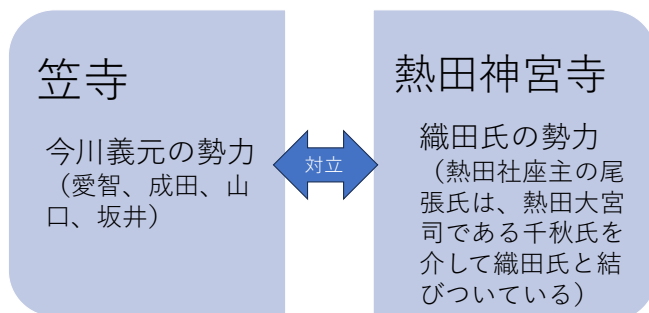 笠寺
今川義元の勢力
（愛智、成田、山
口、坂井）
対立
熱田神宮寺
織田氏の勢力
（熱田社座主の尾
張氏は、熱田大宮
司である千秋氏を
介して織田氏と結
びついている）